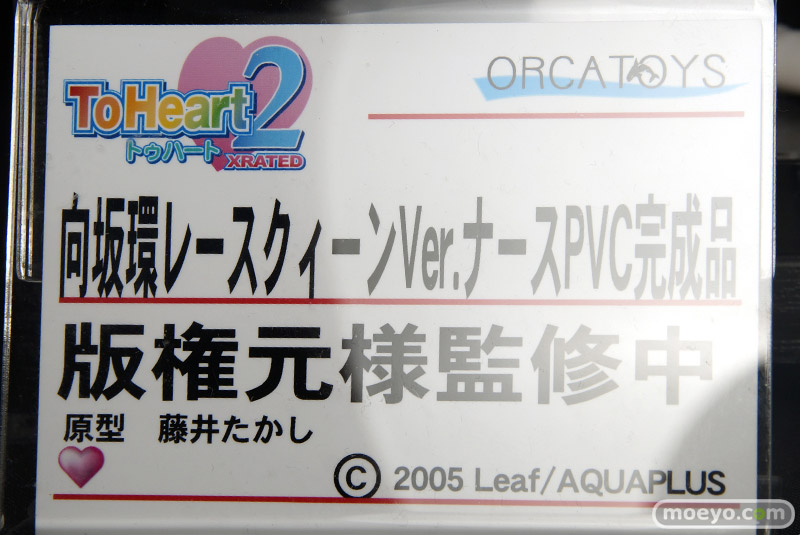 ToHeart2
トゥハート XRATED
ORCATOYS
向坂環レースクィーンVer.ナースPVC完成品
版権元様監修中
原型 藤井たかし
© 2005 Leaf/AQUAPLUS
moeyo.com